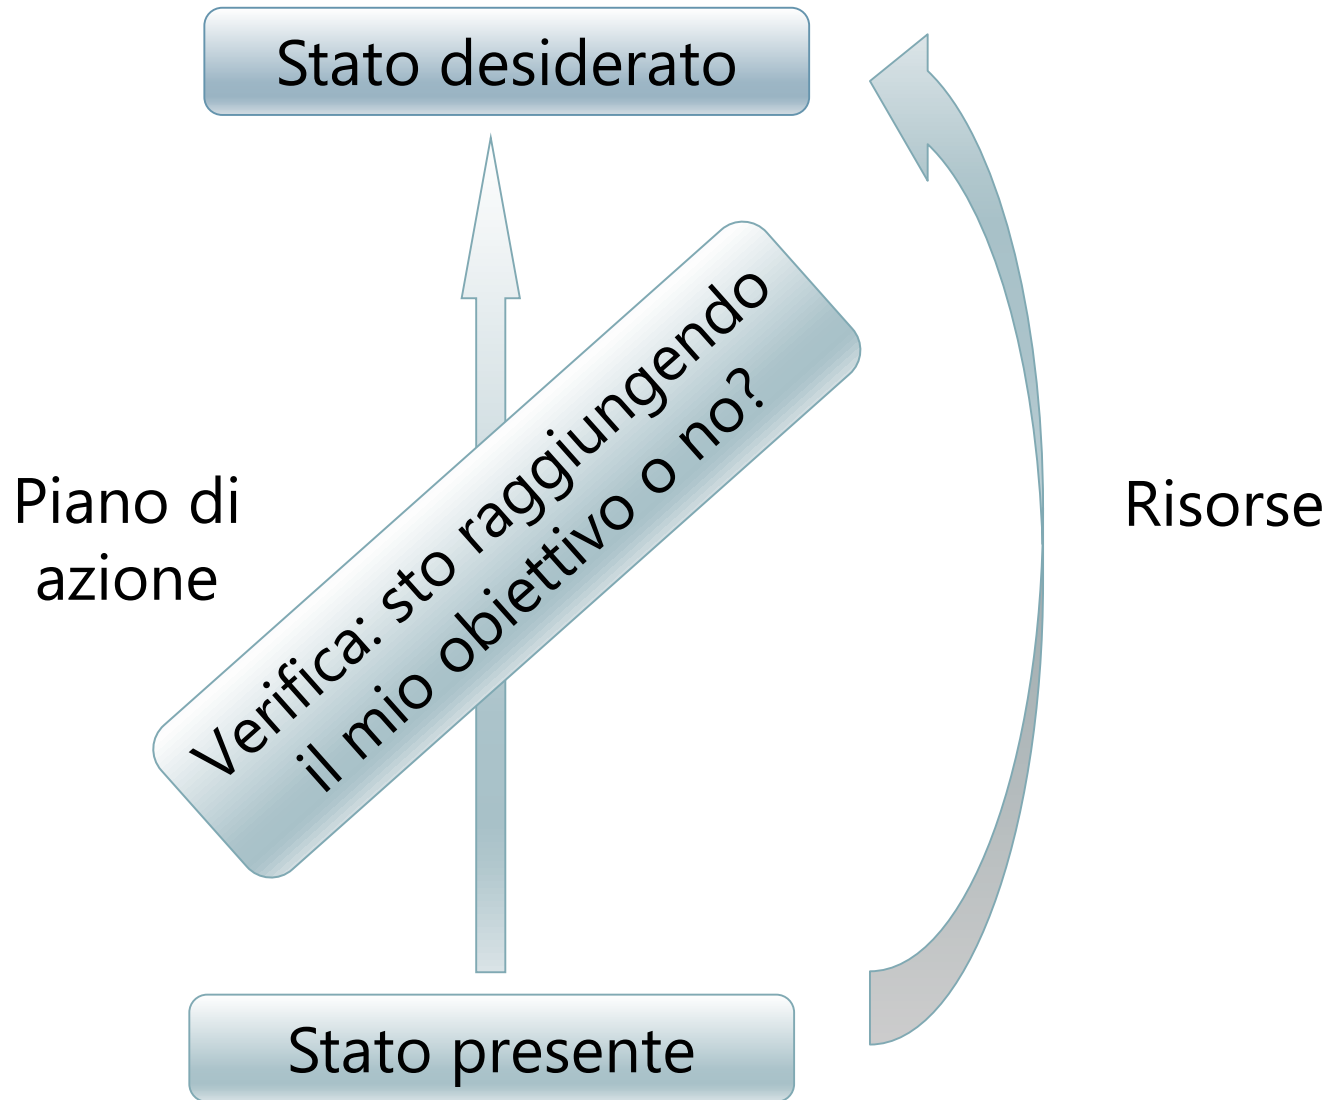 Stato desiderato
Verifica: sto raggiungendo
il mio obiettivo o no?
Piano di
azione
Risorse
Stato presente